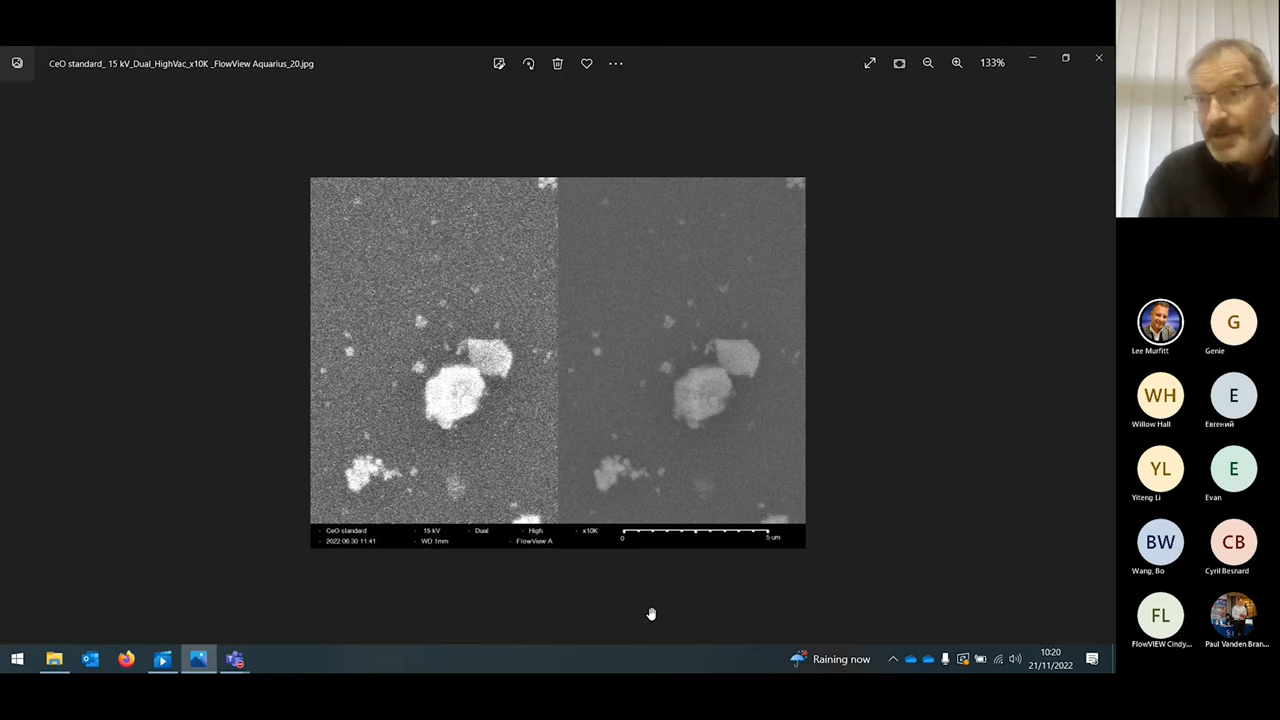 CeO standard_ 15 kV_Dual_HighVac_x10K _FlowView Aquarius_20.jpg
133%
CeO standard
15 kV
Dual
High
x10K
2022.06.30 11:41
WD 1mm
FlowView A
0
5 um
Lee Murfitt
G
Genie
WH
Willow Hall
E
Евгений
YL
Yiteng Li
E
Evan
BW
Wang, Bo
CB
Cyril Besnard
FL
FlowVIEW Cindy...
Paul Vanden Bran...
Raining now
10:20
21/11/2022